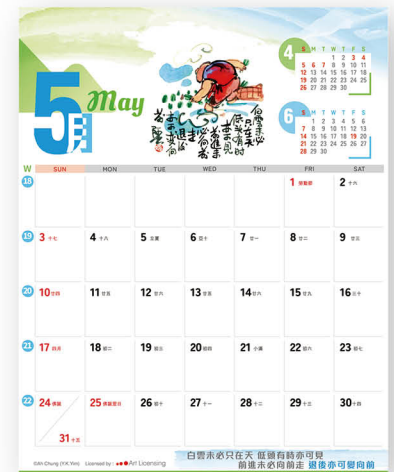 5月 May
4
S M T W T F S
1 2 3 4
5 6 7 8 9 10 11
12 13 14 15 16 17 18
19 20 21 22 23 24 25
26 27 28 29 30
6
S M T W T F S
1 2 3 4 5 6
7 8 9 10 11 12 13
14 15 16 17 18 19 20
21 22 23 24 25 26 27
28 29 30
W SUN MON TUE WED THU FRI SAT
18 1 勞動節 2 十六
19 3 十七 4 十八 5 立夏 6 二十 7 廿一 8 廿二 9 廿三
20 10 廿四 11 廿五 12 廿六 13 廿七 14 廿八 15 廿九 16 三十
21 17 四月 18 初二 19 初三 20 初四 21 小滿 22 初六 23 初七
22 24 佛誕 25 佛誕翌日 26 初十 27 十一 28 十二 29 十三 30 十四
31 十五
白雲未必只在天 低頭有時亦可見
©Ah Chung (Y.K Yim) Licensed by : Art Licensing 前進未必向前走 退後亦可變向前